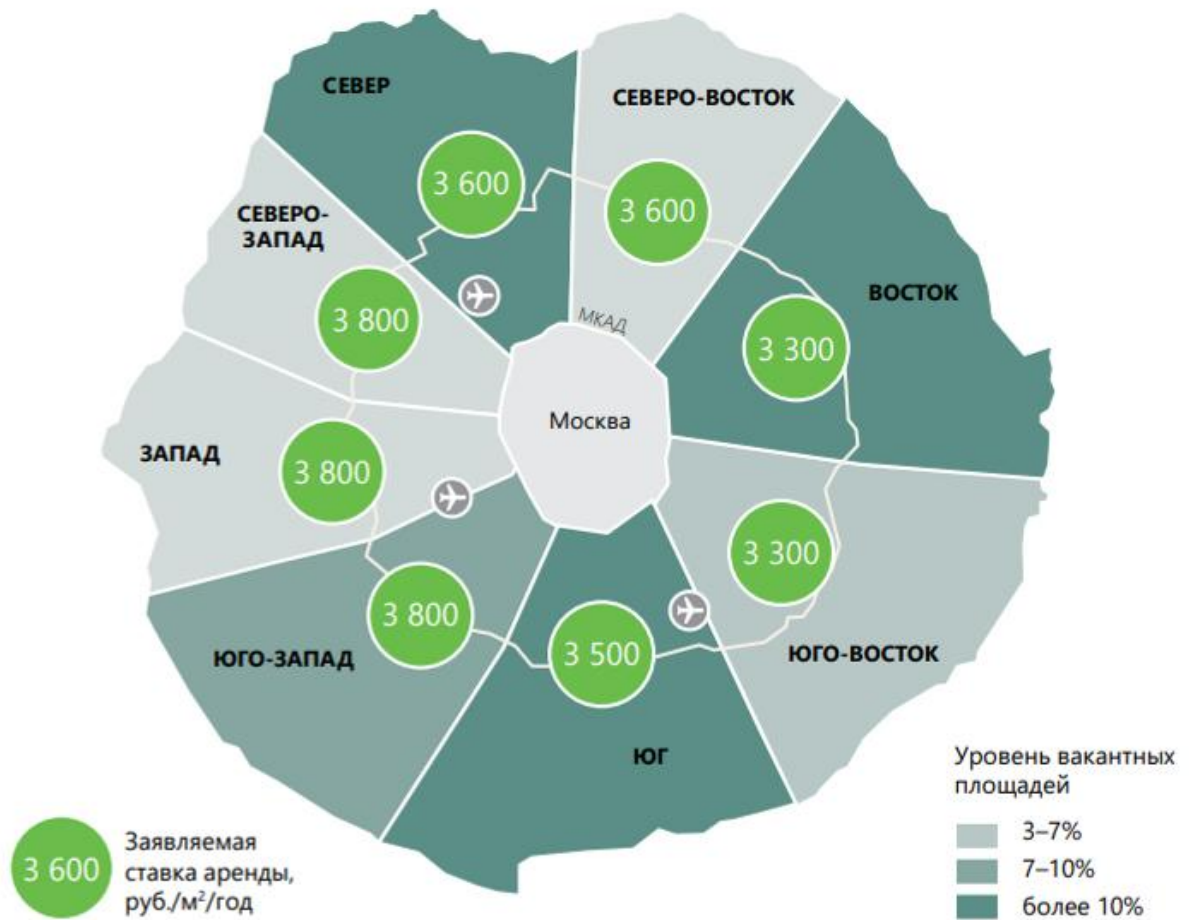 СЕВЕР
СЕВЕРО-ВОСТОК
3 600
3 600
СЕВЕРО-
ЗАПАД
ВОСТОК
3 800
МКАД
3 300
Москва
ЗАПАД
3 800
3 300
3 800
3 500
ЮГО-ЗАПАД
ЮГО-ВОСТОК
ЮГ
Уровень вакантных
площадей
3–7%
7–10%
более 10%
3 600
Заявляемая
ставка аренды,
руб./м²/год